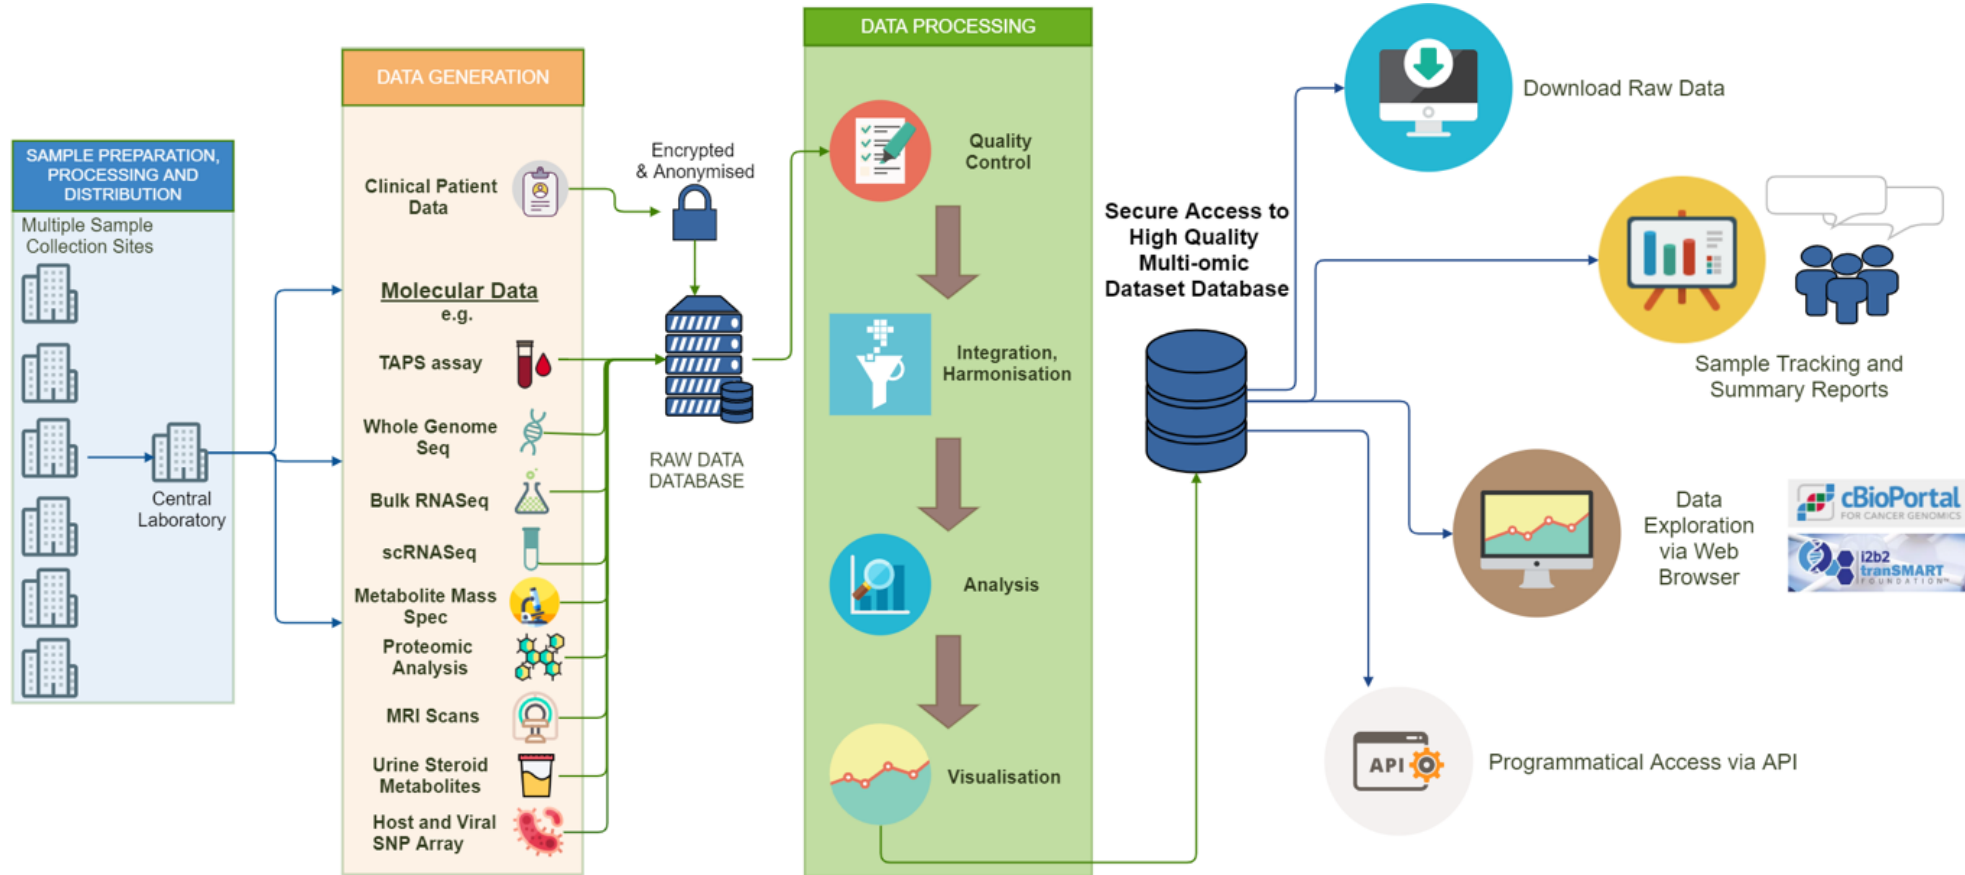 SAMPLE PREPARATION,
PROCESSING AND
DISTRIBUTION
Multiple Sample
Collection Sites
Central
Laboratory
DATA GENERATION
Clinical Patient
Data
Molecular Data
e.g.
TAPS assay
Whole Genome
Seq
Bulk RNASeq
scRNASeq
Metabolite Mass
Spec
Proteomic
Analysis
MRI Scans
Urine Steroid
Metabolites
Host and Viral
SNP Array
Encrypted
& Anonymised
RAW DATA
DATABASE
DATA PROCESSING
Quality
Control
Integration,
Harmonisation
Analysis
Visualisation
Secure Access to
High Quality
Multi-omic
Dataset Database
Download Raw Data
Sample Tracking and
Summary Reports
Data
Exploration
via Web
Browser
cBioPortal
FOR CANCER GENOMICS
i2b2
tranSMART
FOUNDATION™
API
Programmatical Access via API